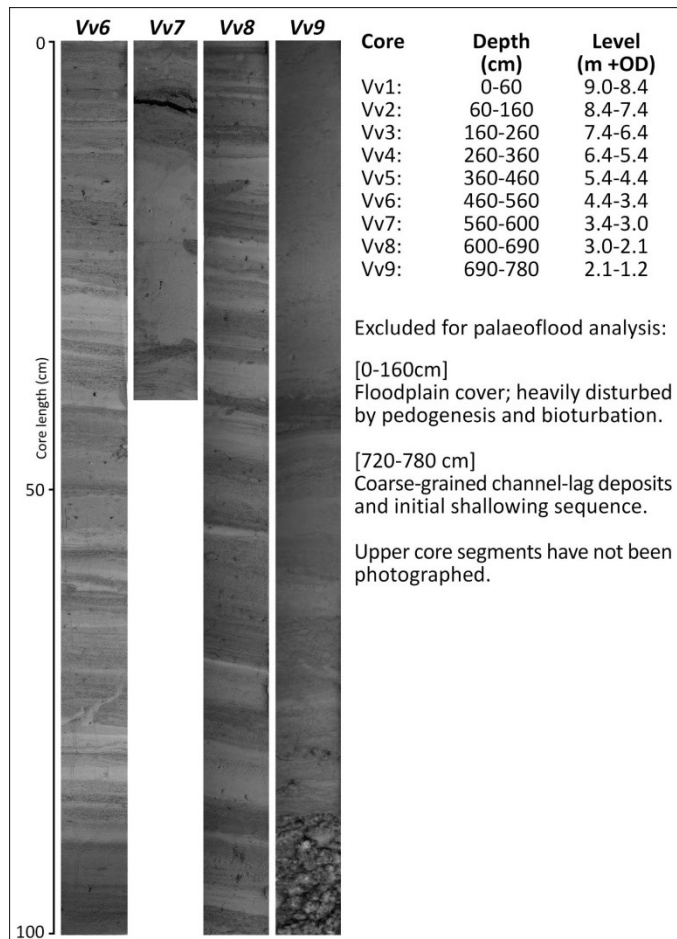 Vv6 Vv7 Vv8 Vv9
0
50
100
Core length (cm)
Core Depth Level
(cm) (m +OD)
Vv1: 0-60 9.0-8.4
Vv2: 60-160 8.4-7.4
Vv3: 160-260 7.4-6.4
Vv4: 260-360 6.4-5.4
Vv5: 360-460 5.4-4.4
Vv6: 460-560 4.4-3.4
Vv7: 560-600 3.4-3.0
Vv8: 600-690 3.0-2.1
Vv9: 690-780 2.1-1.2
Excluded for palaeoflood analysis:
[0-160cm]
Floodplain cover; heavily disturbed
by pedogenesis and bioturbation.
[720-780 cm]
Coarse-grained channel-lag deposits
and initial shallowing sequence.
Upper core segments have not been
photographed.